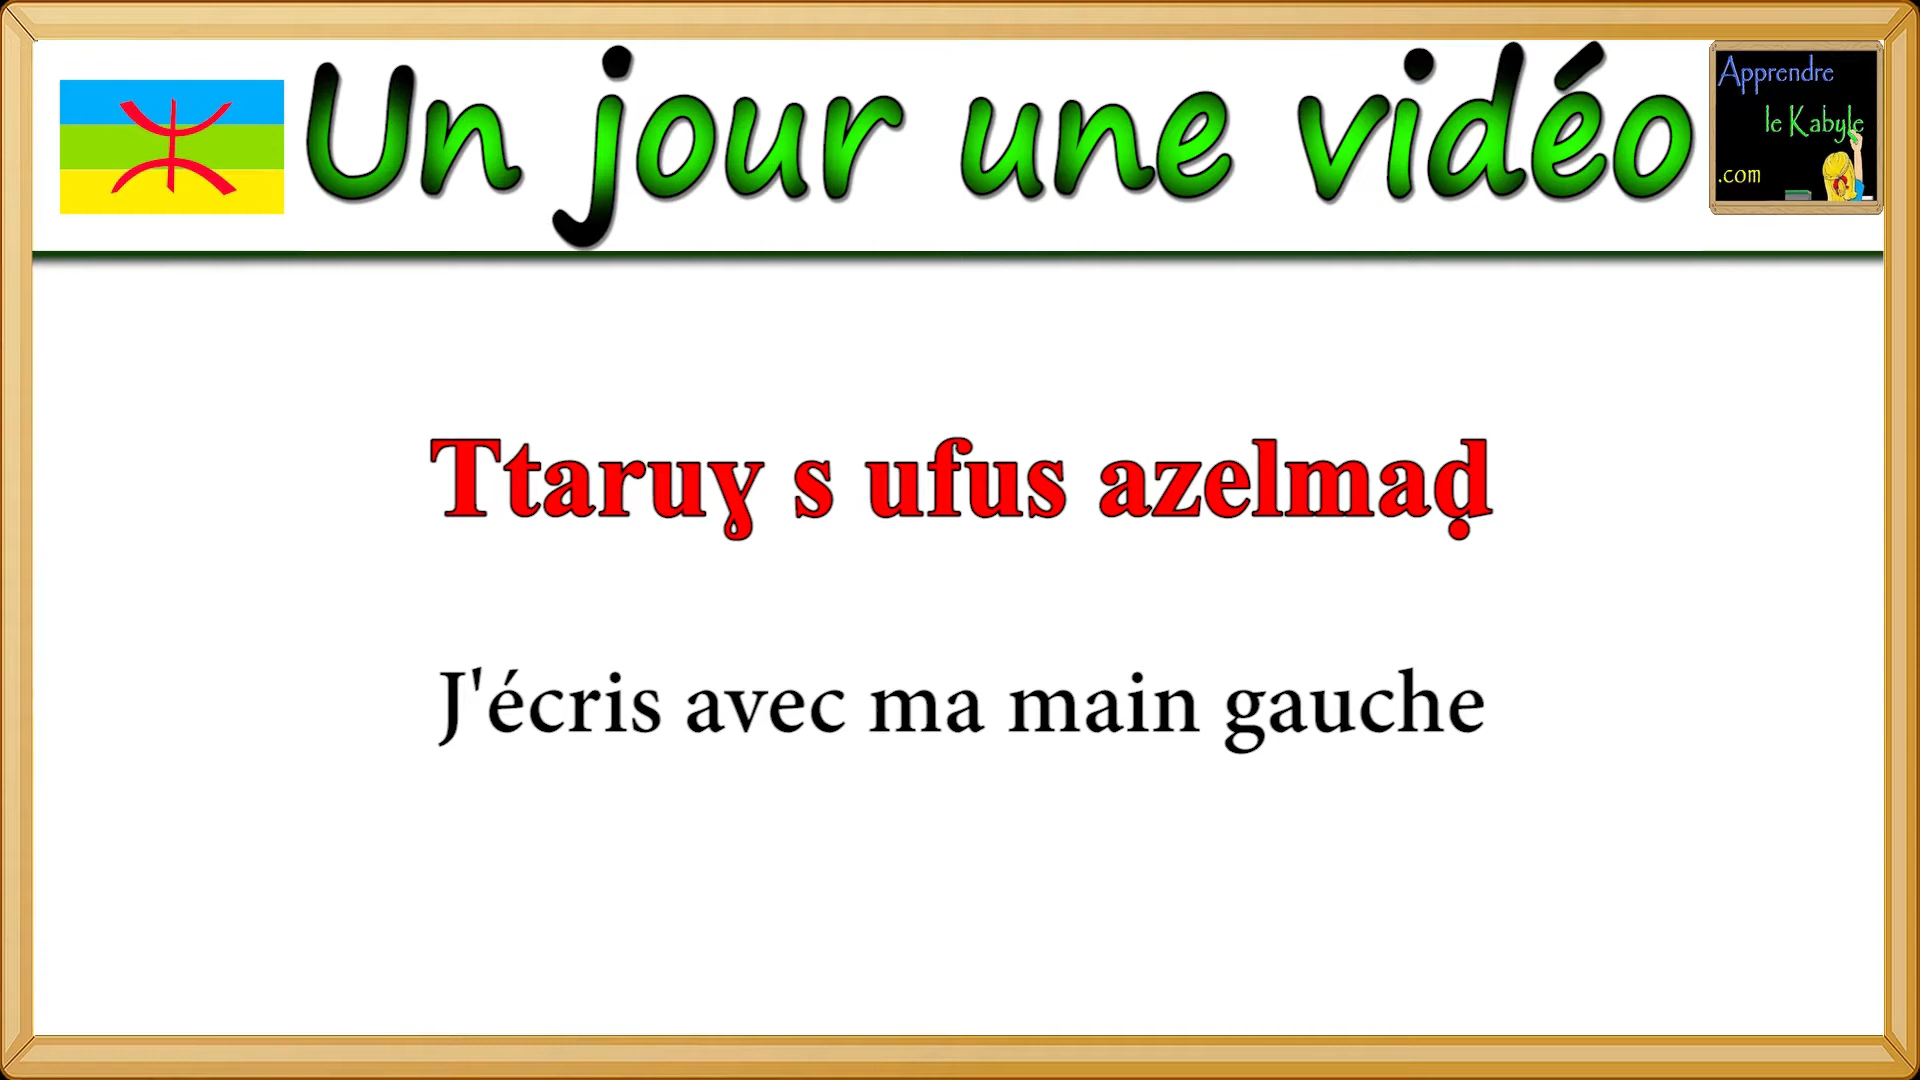 Un jour une vidéo
Apprendre
le Kabyle
.com
Ttaruɣ s ufus azelmaḍ
J'écris avec ma main gauche